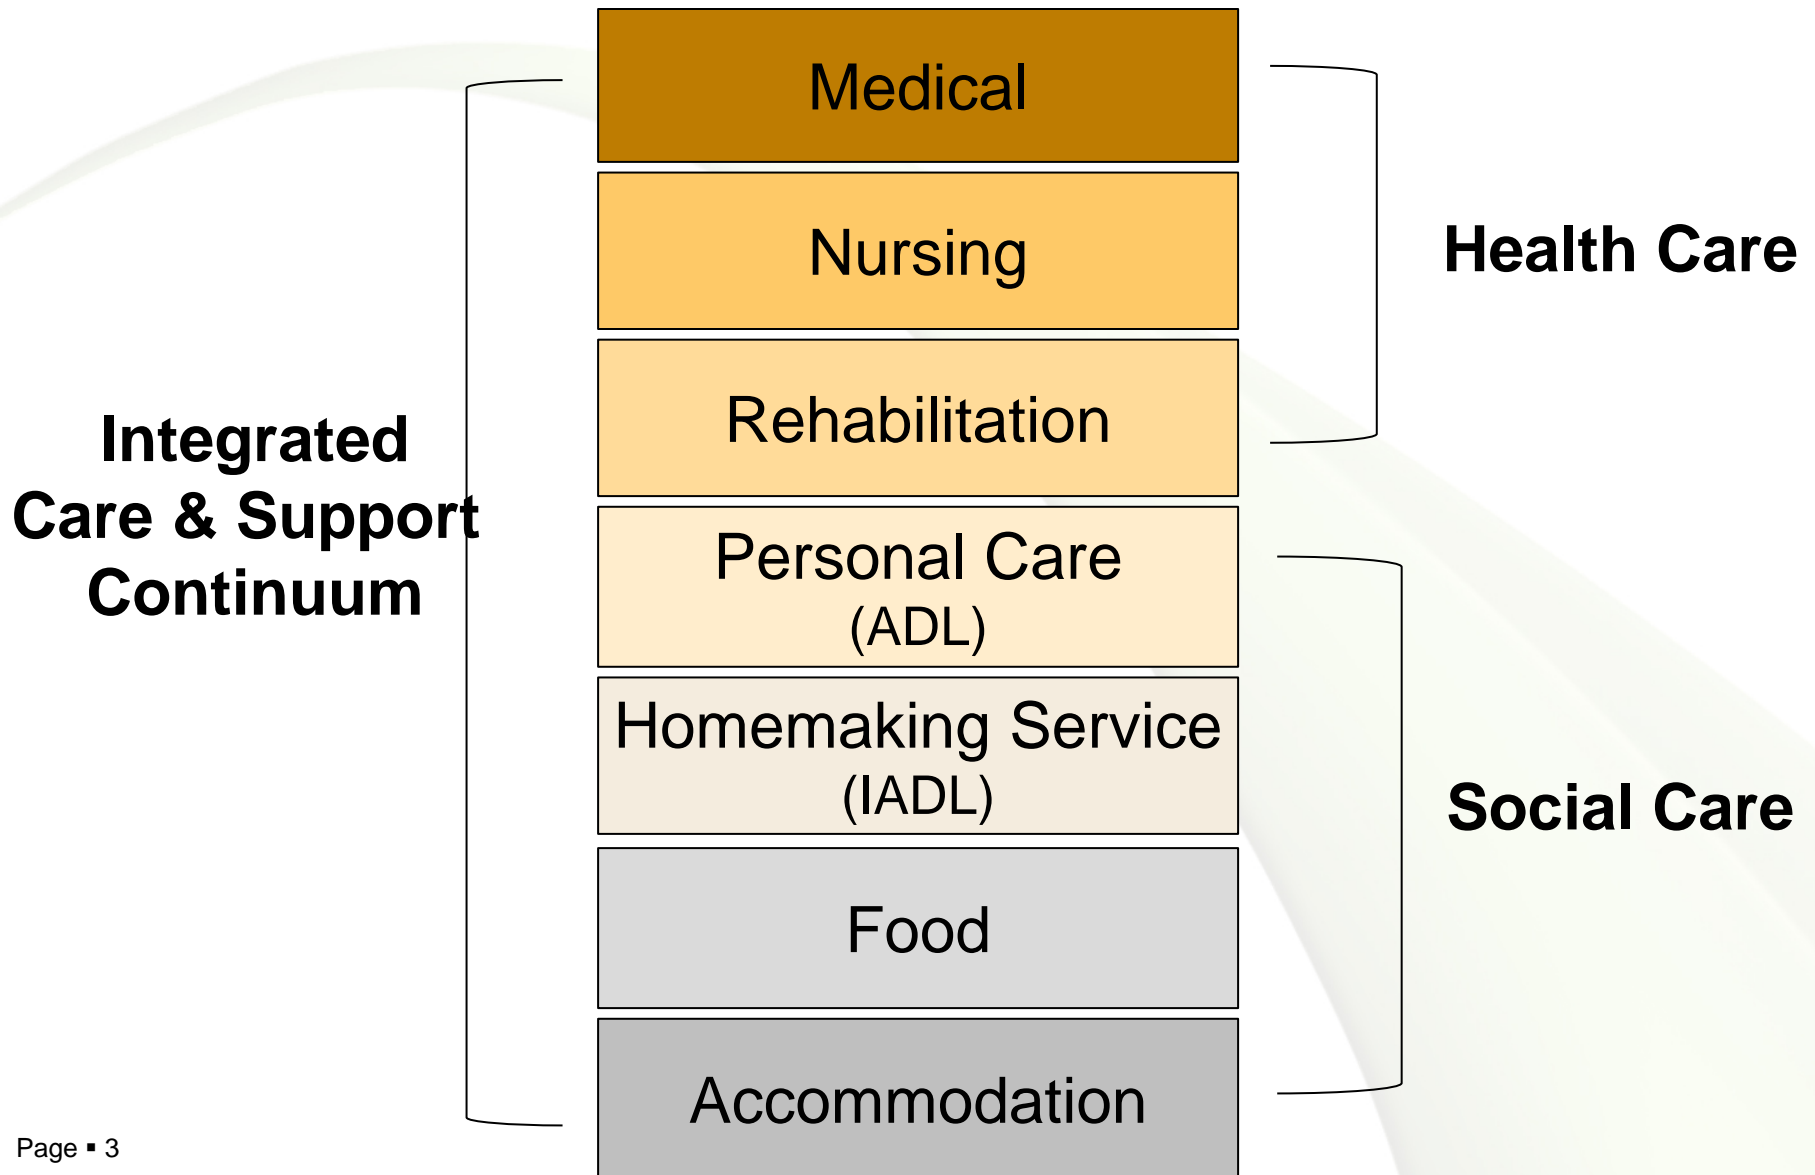 Medical
Nursing
Health Care
Rehabilitation
Integrated
Care & Support
Continuum
Personal Care
(ADL)
Homemaking Service
(IADL)
Social Care
Food
Accommodation
Page ▪ 3